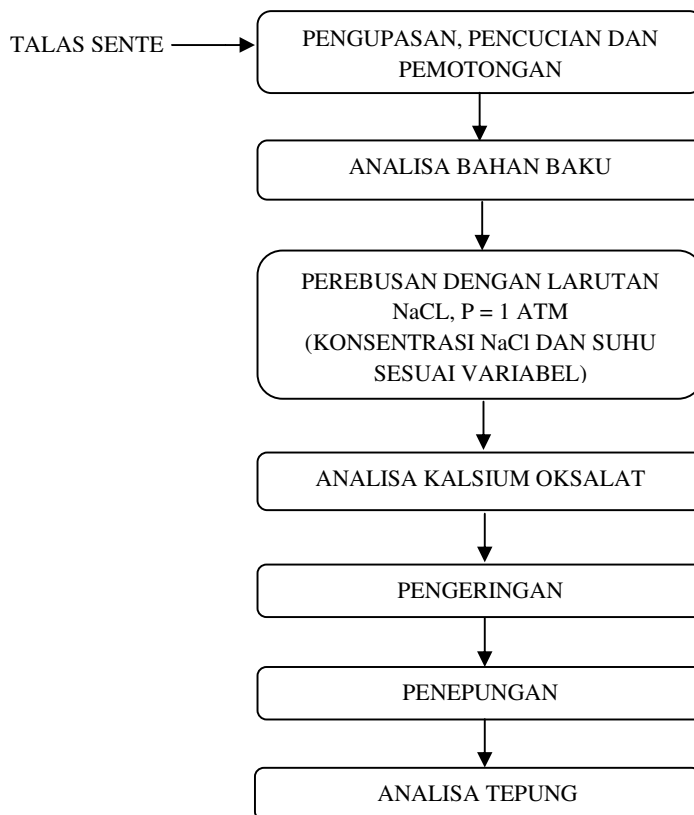 TALAS SENTE
PENGUPASAN, PENCUCIAN DAN
PEMOTONGAN
ANALISA BAHAN BAKU
PEREBUSAN DENGAN LARUTAN
NaCL, P = 1 ATM
(KONSENTRASI NaCl DAN SUHU
SESUAI VARIABEL)
ANALISA KALSIUM OKSALAT
PENGERINGAN
PENEPUNGAN
ANALISA TEPUNG